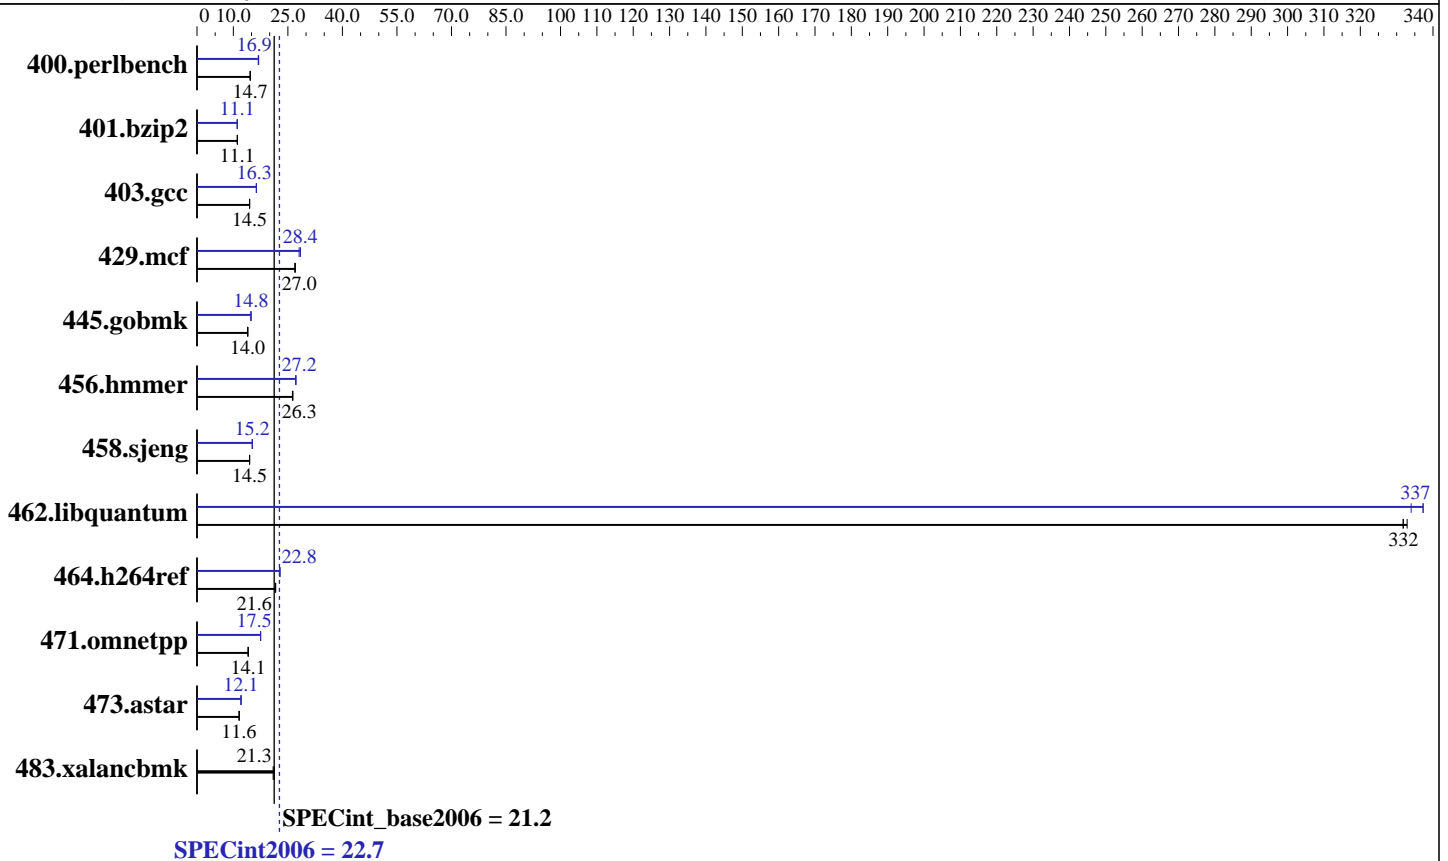 0 10.0 25.0 40.0 55.0 70.0 85.0 100 110 120 130 140 150 160 170 180 190 200 210 220 230 240 250 260 270 280 290 300 310 320 340
16.9
400.perlbench
14.7
11.1
401.bzip2
11.1
16.3
403.gcc
14.5
28.4
429.mcf
27.0
14.8
445.gobmk
14.0
27.2
456.hmmer
26.3
15.2
458.sjeng
14.5
337
462.libquantum
332
22.8
464.h264ref
21.6
17.5
471.omnetpp
14.1
12.1
473.astar
11.6
21.3
483.xalancbmk
SPECint_base2006 = 21.2
SPECint2006 = 22.7